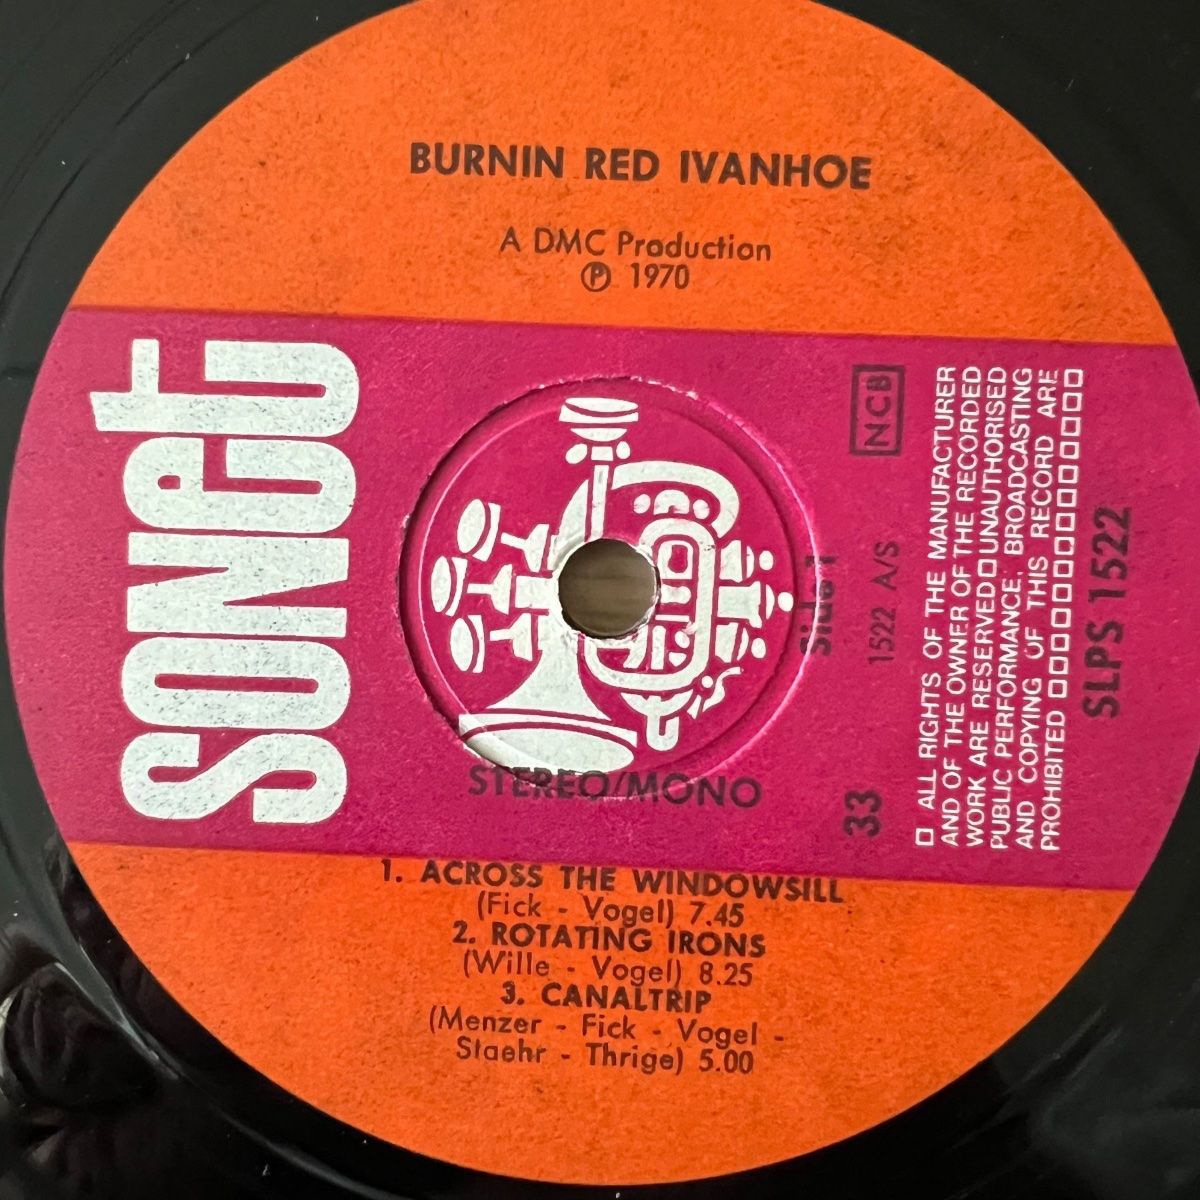 BURNIN RED IVANHOE
A DMC Production
Ⓟ 1970
SONET
NCB
Side 1
1522 A/S
33
□ ALL RIGHTS OF THE MANUFACTURER
AND OF THE OWNER OF THE RECORDED
WORK ARE RESERVED □ UNAUTHORISED
PUBLIC PERFORMANCE, BROADCASTING
AND COPYING OF THIS RECORD ARE
PROHIBITED □□□□□□□□□□□□
SLPS 1522
STEREO/MONO
1. ACROSS THE WINDOWSILL
(Fick - Vogel) 7.45
2. ROTATING IRONS
(Wille - Vogel) 8.25
3. CANALTRIP
(Menzer - Fick - Vogel -
Staehr - Thrige) 5.00